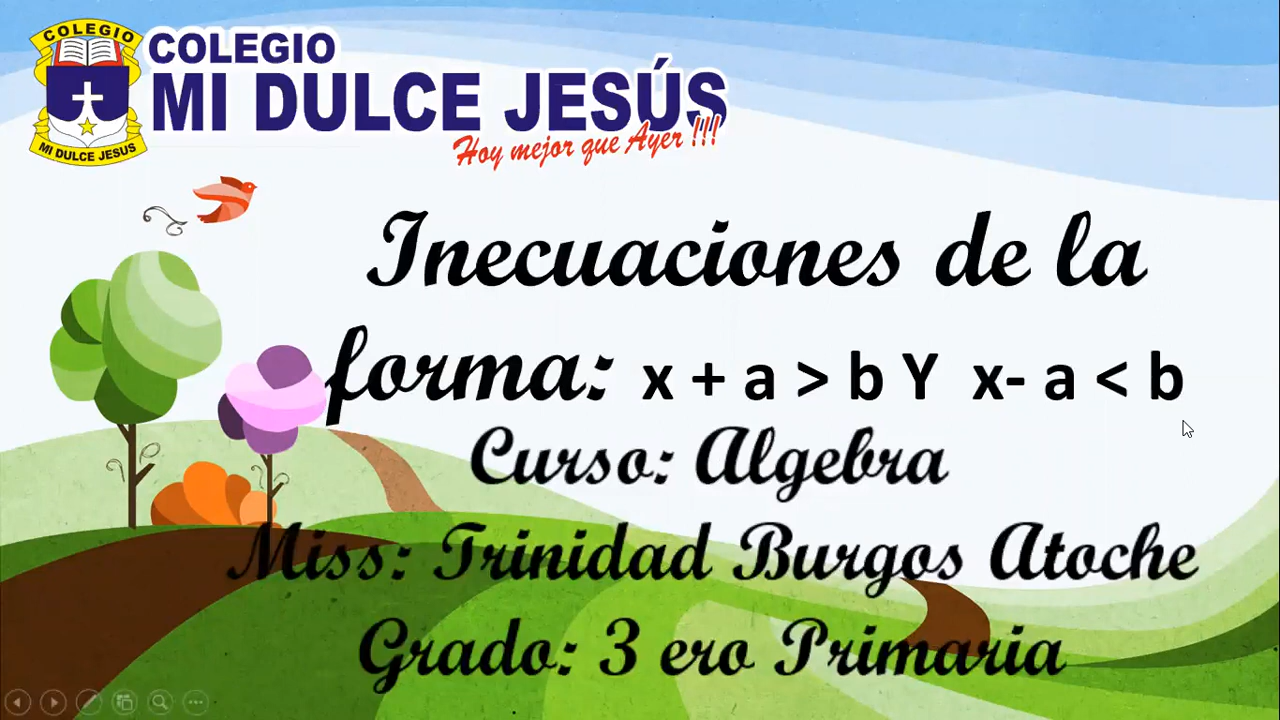 COLEGIO
MI DULCE JESUS
COLEGIO
MI DULCE JESÚS
Hoy mejor que Ayer !!!
Inecuaciones de la
forma: x + a > b Y x- a < b
Curso: Algebra
Miss: Trinidad Burgos Atoche
Grado: 3 ero Primaria